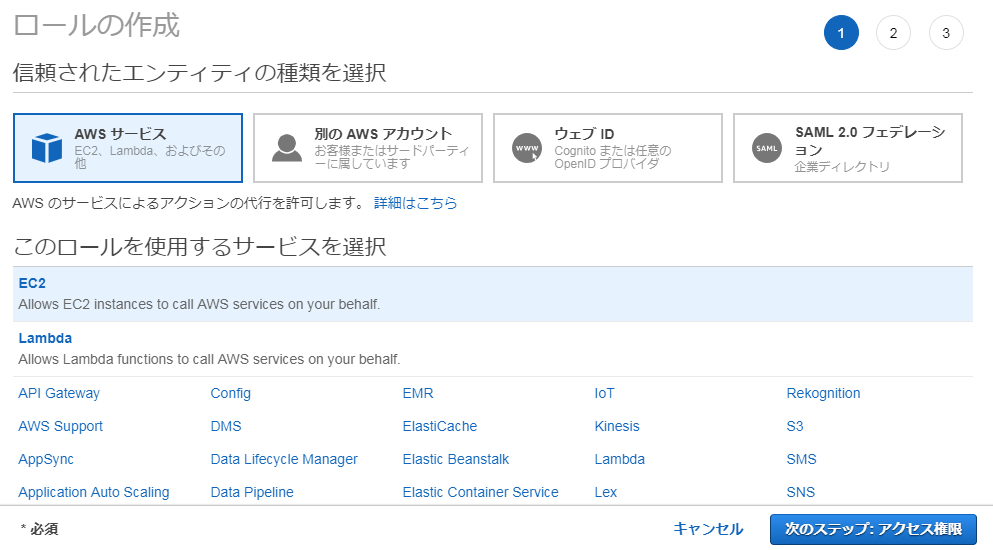 ロールの作成
1 2 3
信頼されたエンティティの種類を選択
AWS サービス
EC2、Lambda、およびその
他
別の AWS アカウント
お客様またはサードパーティ
ーに属しています
WWW
ウェブ ID
Cognito または任意の
OpenID プロバイダ
SAML
SAML 2.0 フェデレーシ
ョン
企業ディレクトリ
AWS のサービスによるアクションの代行を許可します。 詳細はこちら
このロールを使用するサービスを選択
EC2
Allows EC2 instances to call AWS services on your behalf.
Lambda
Allows Lambda functions to call AWS services on your behalf.
API Gateway Config EMR IoT Rekognition
AWS Support DMS ElastiCache Kinesis S3
AppSync Data Lifecycle Manager Elastic Beanstalk Lambda SMS
Application Auto Scaling Data Pipeline Elastic Container Service Lex SNS
* 必須 キャンセル 次のステップ: アクセス権限